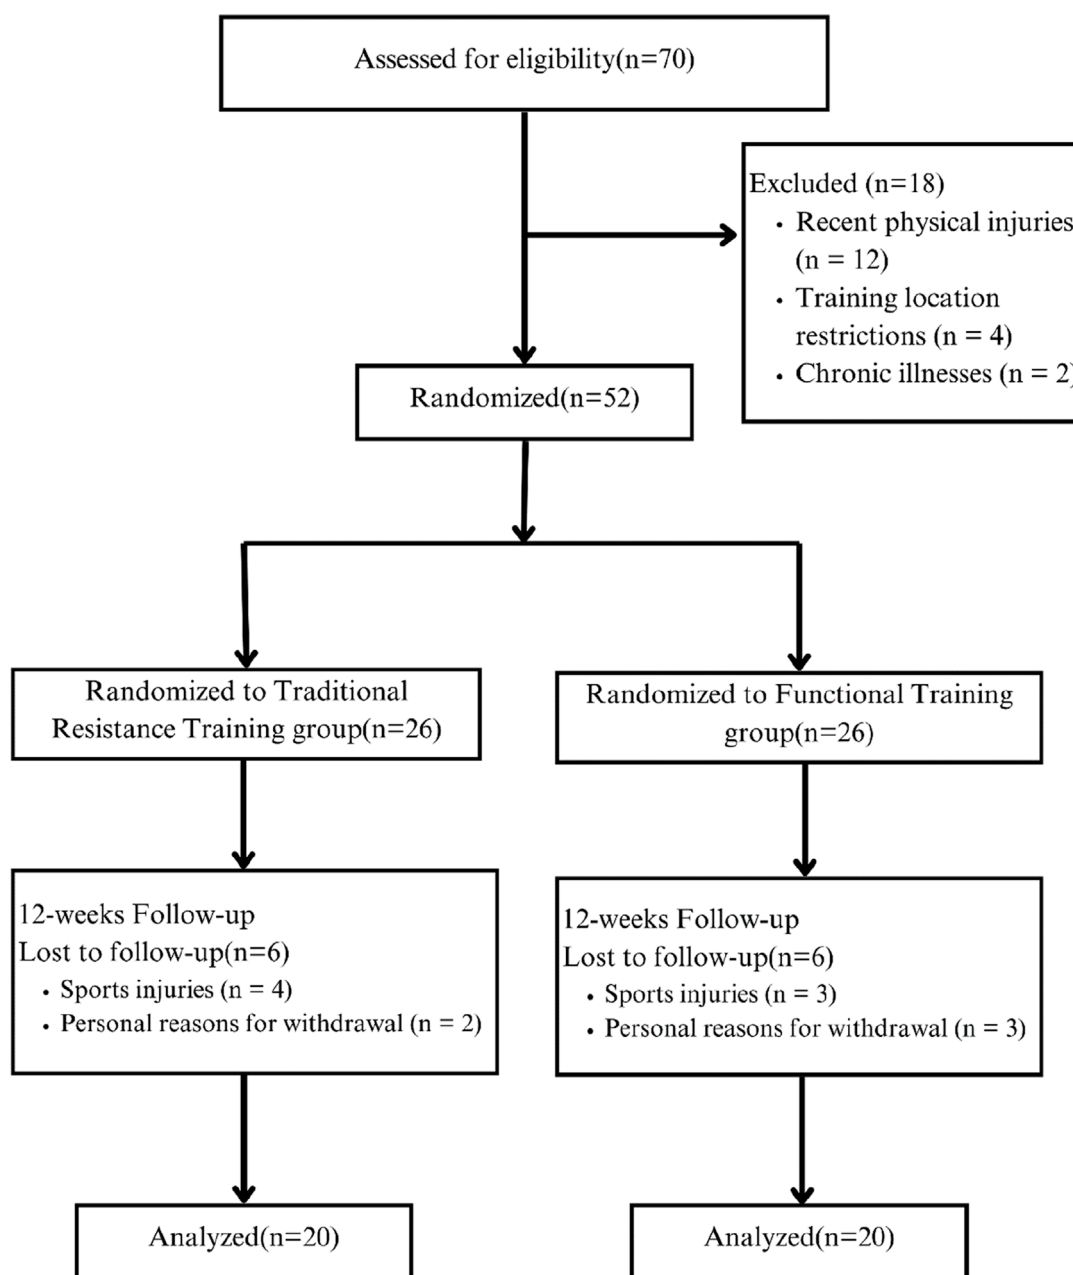 Assessed for eligibility(n=70)
Excluded (n=18)
• Recent physical injuries
(n = 12)
• Training location
restrictions (n = 4)
• Chronic illnesses (n = 2)
Randomized(n=52)
Randomized to Traditional
Resistance Training group(n=26)
Randomized to Functional Training
group(n=26)
12-weeks Follow-up
Lost to follow-up(n=6)
• Sports injuries (n = 4)
• Personal reasons for withdrawal (n = 2)
12-weeks Follow-up
Lost to follow-up(n=6)
• Sports injuries (n = 3)
• Personal reasons for withdrawal (n = 3)
Analyzed(n=20)
Analyzed(n=20)